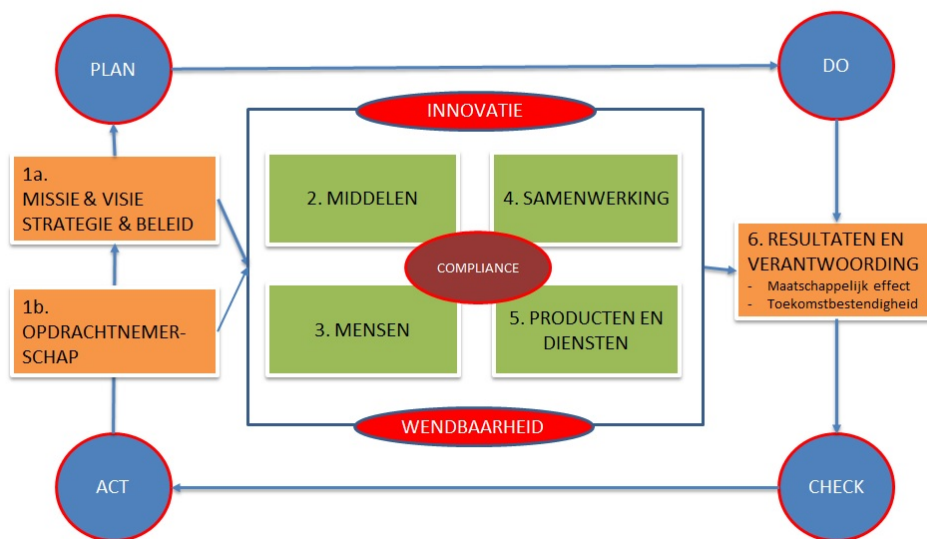 PLAN
DO
INNOVATIE
1a.
MISSIE & VISIE
STRATEGIE & BELEID
2. MIDDELEN
4. SAMENWERKING
COMPLIANCE
6. RESULTATEN EN
VERANTWOORDING
- Maatschappelijk effect
- Toekomstbestendigheid
1b.
OPDRACHTNEMER-
SCHAP
3. MENSEN
5. PRODUCTEN EN
DIENSTEN
WENDBAARHEID
ACT
CHECK